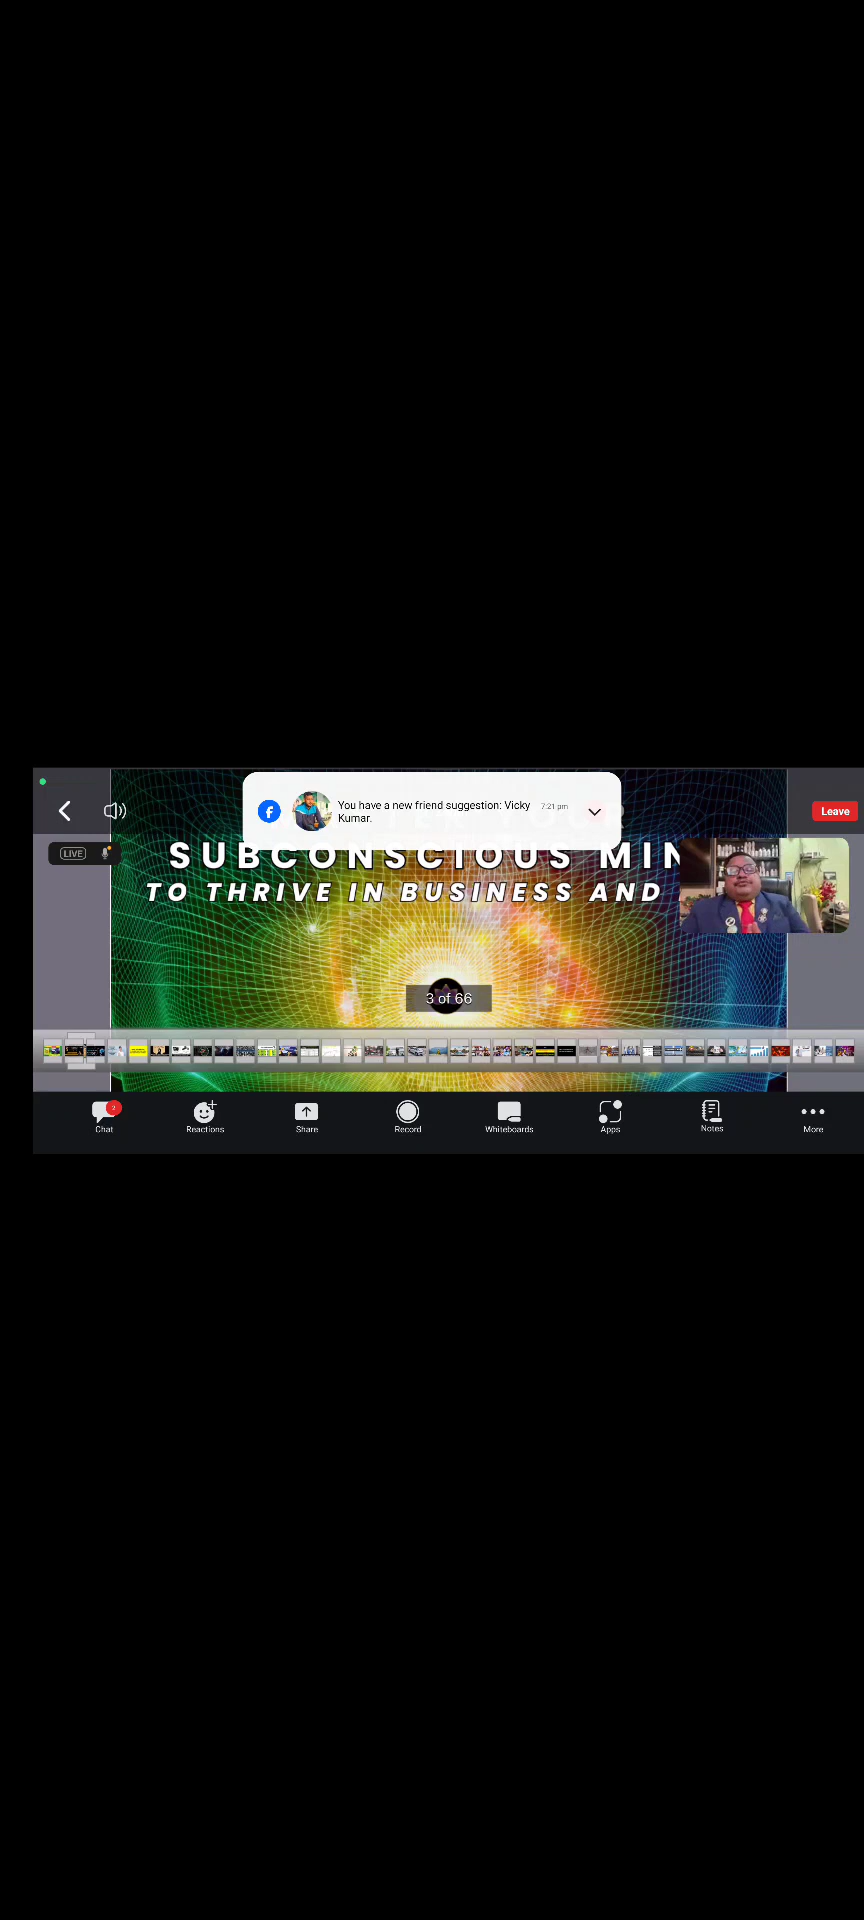 You have a new friend suggestion: Vicky Kumar.
7:21 pm
Leave
LIVE
SUBCONSCIOUS MIN
TO THRIVE IN BUSINESS AND
3 of 66
2
Chat
Reactions
Share
Record
Whiteboards
Apps
Notes
More